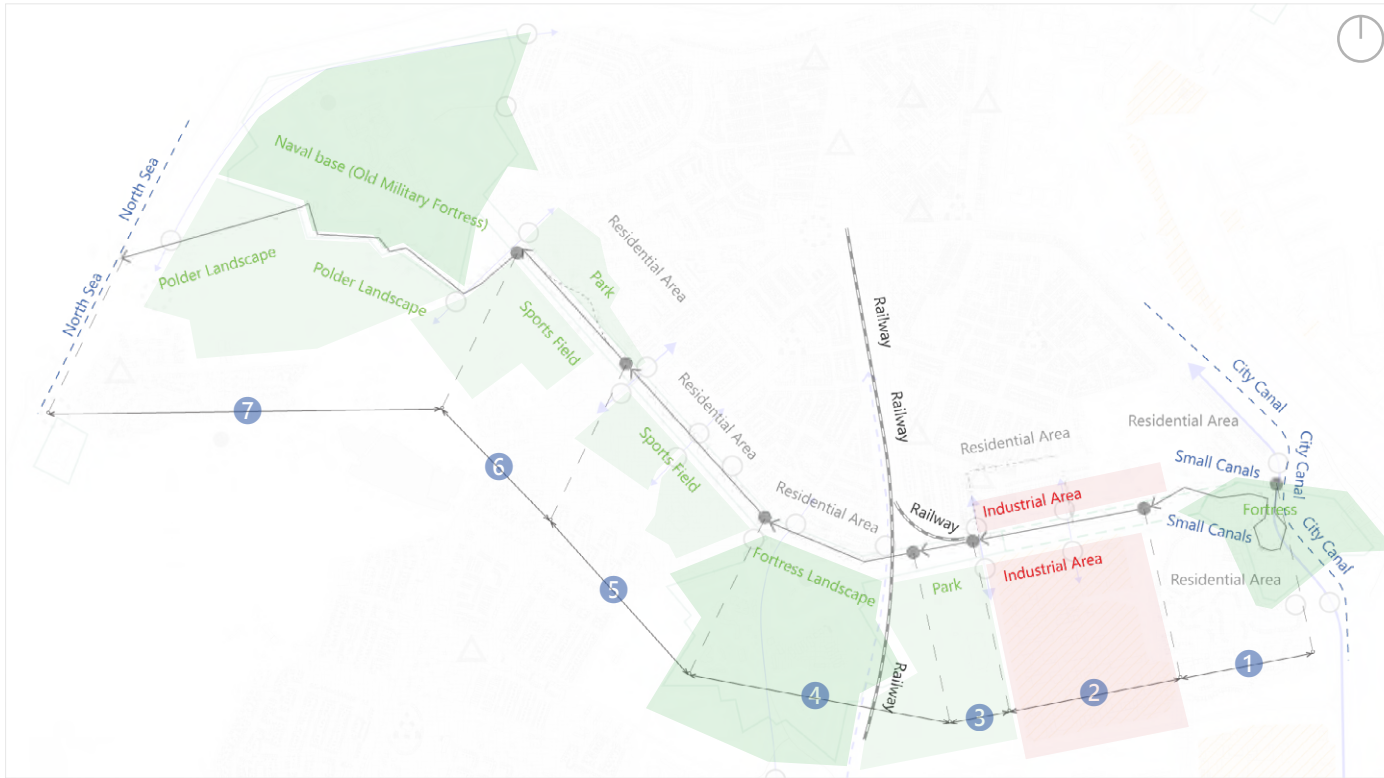 Naval base (Old Military Fortress)
North Sea
North Sea
Polder Landscape
Polder Landscape
Residential Area
Park
Sports Field
Residential Area
Sports Field
Residential Area
Fortress Landscape
Railway
Railway
Railway
Railway
Residential Area
Industrial Area
Industrial Area
Park
Residential Area
City Canal
City Canal
City Canal
Small Canals
Small Canals
Fortress
Residential Area
7
6
5
4
3
2
1